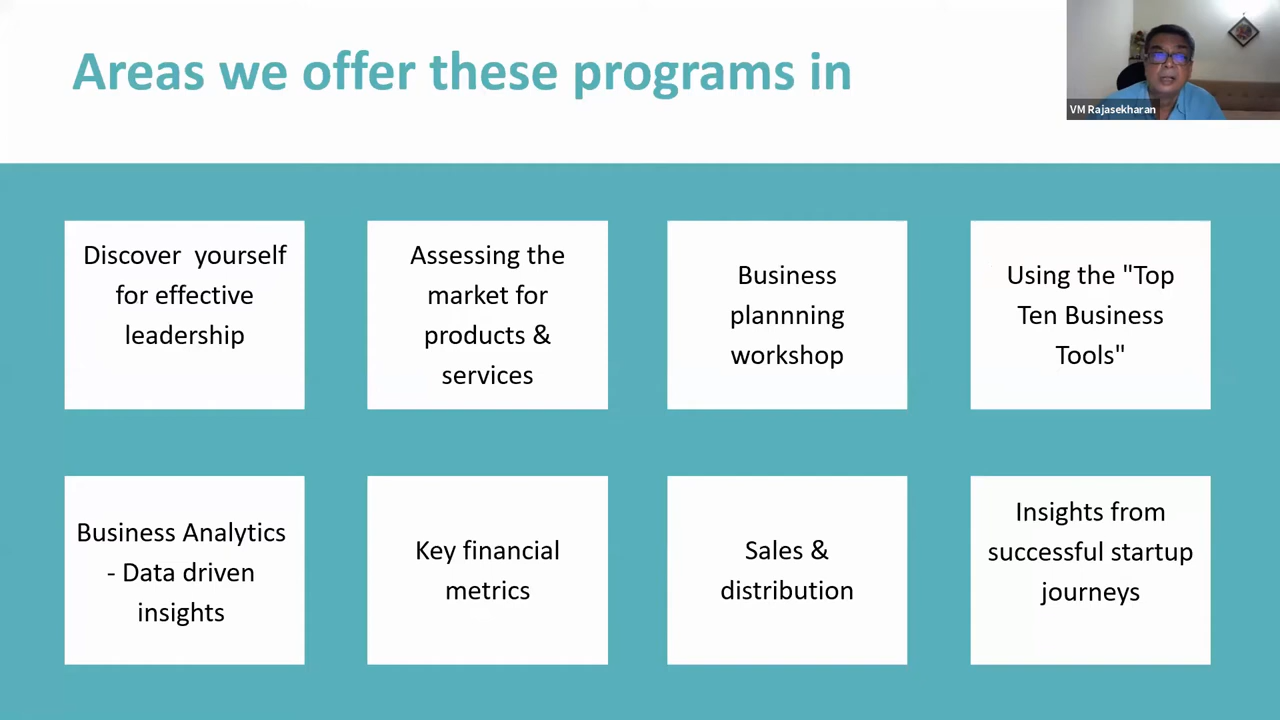 Areas we offer these programs in
VM Rajasekharan
Discover yourself
for effective
leadership
Assessing the
market for
products &
services
Business
plannning
workshop
Using the "Top
Ten Business
Tools"
Business Analytics
- Data driven
insights
Key financial
metrics
Sales &
distribution
Insights from
successful startup
journeys